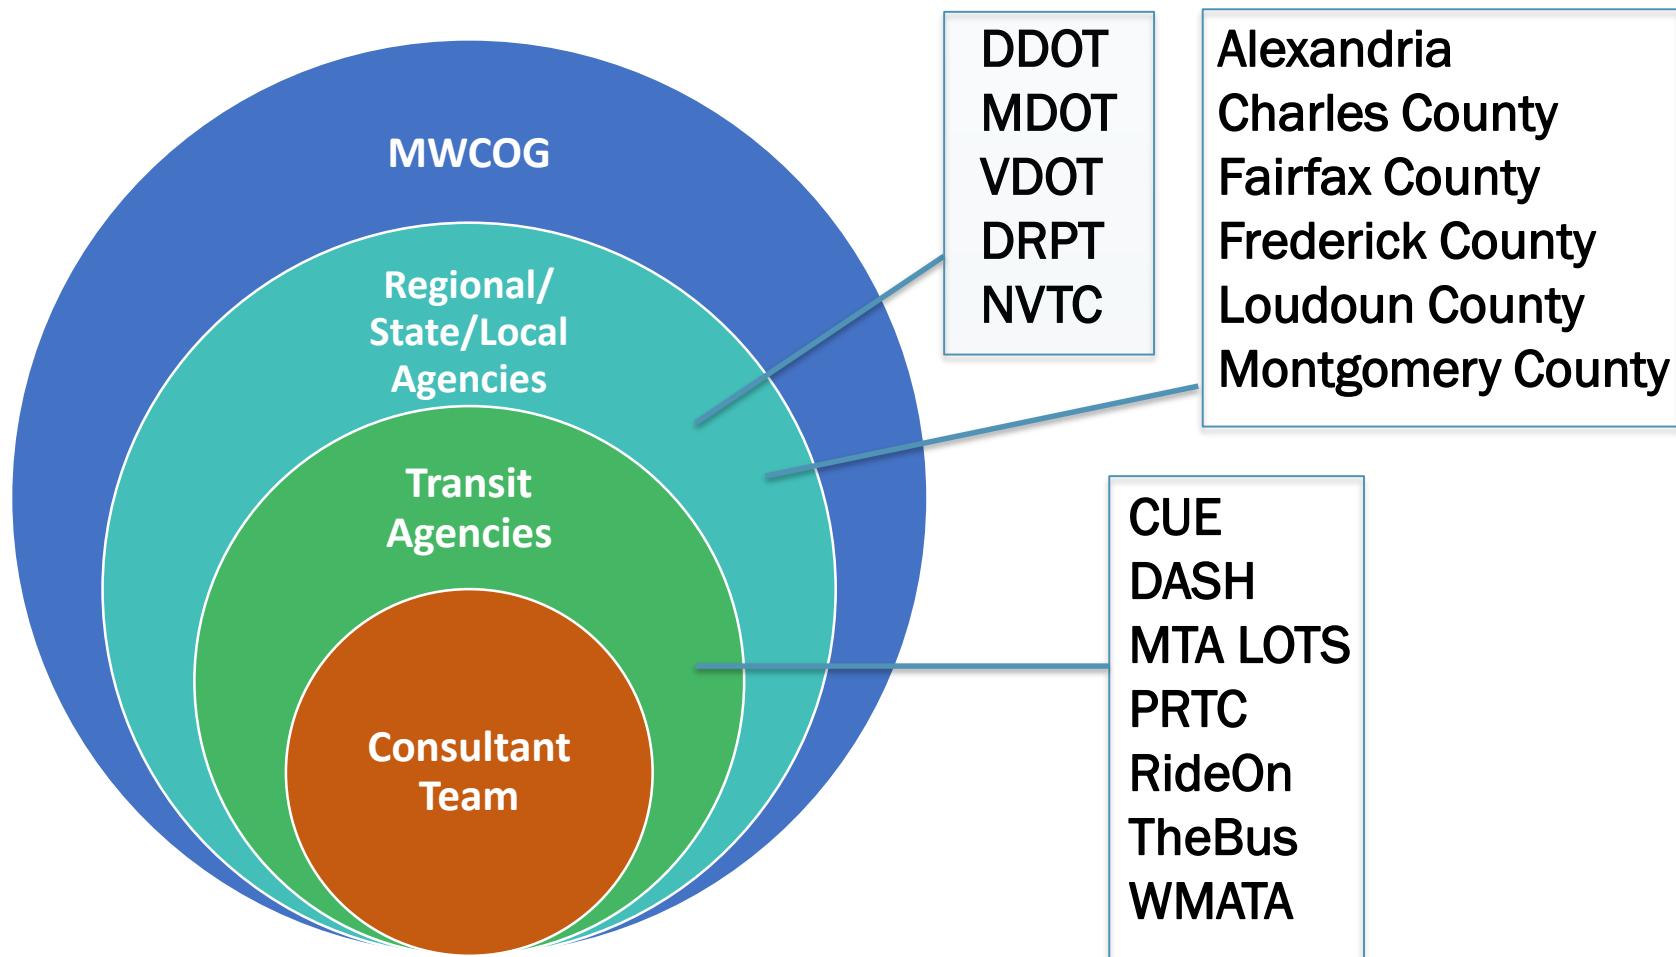 MWCOG
Regional/
State/Local
Agencies
Transit
Agencies
Consultant
Team
DDOT
MDOT
VDOT
DRPT
NVTC
Alexandria
Charles County
Fairfax County
Frederick County
Loudoun County
Montgomery County
CUE
DASH
MTA LOTS
PRTC
RideOn
TheBus
WMATA